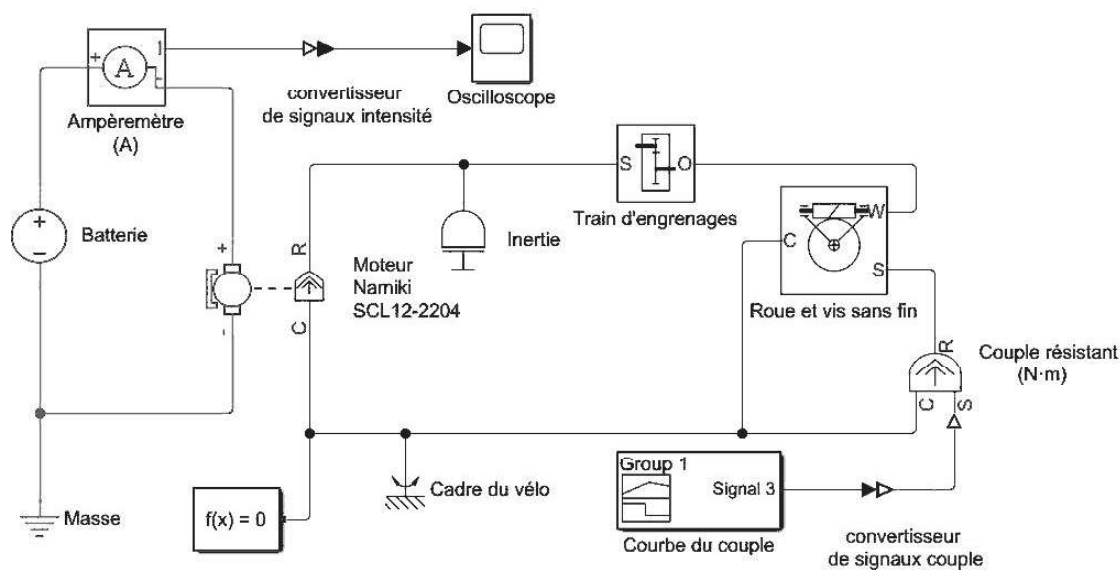 +
A
I
-
Ampèremètre
(A)
convertisseur
de signaux intensité
Oscilloscope
+
−
Batterie
+
-
R
C
Moteur
Namiki
SCL12-2204
Inertie
S
O
Train d'engrenages
W
C
S
Roue et vis sans fin
Couple résistant
(N·m)
R
C
S
Masse
f(x) = 0
Cadre du vélo
Group 1
Signal 3
Courbe du couple
convertisseur
de signaux couple